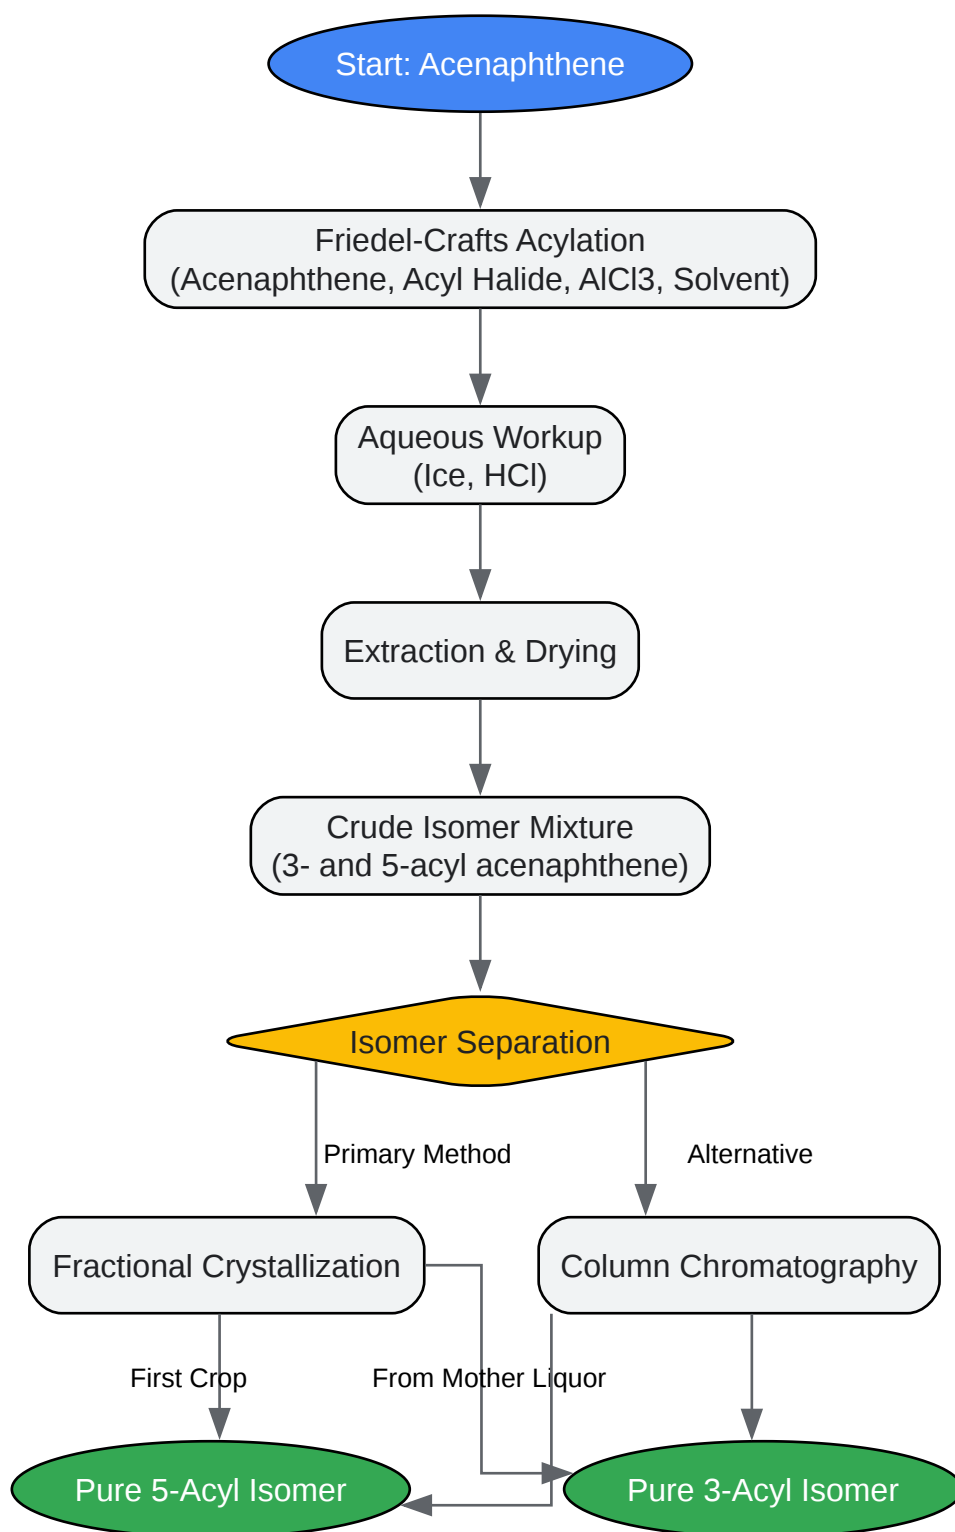 Start: Acenaphthene
Friedel-Crafts Acylation
(Acenaphthene, Acyl Halide, AlCl3, Solvent)
Aqueous Workup
(Ice, HCl)
Extraction & Drying
Crude Isomer Mixture
(3- and 5-acyl acenaphthene)
Isomer Separation
Primary Method
Alternative
Fractional Crystallization
Column Chromatography
First Crop
From Mother Liquor
Pure 5-Acyl Isomer
Pure 3-Acyl Isomer